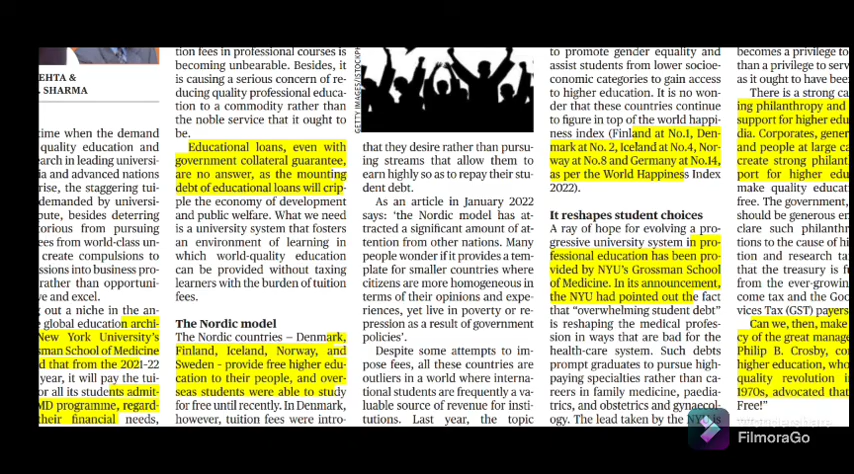 EHTA &
SHARMA
time when the demand
quality education and
arch in leading universi-
ia and advanced nations
rise, the staggering tui-
demanded by universi-
bute, besides deterring
torious from pursuing
ees from world-class un-
create compulsions to
ssions into business pro-
rather than opportuni-
ve and excel.
g out a niche in the an-
e global education archi-
New York University's
sman School of Medicine
d that from the 2021-22
year, it will pay the tui-
or all its students admit-
MD programme, regard-
their financial needs,
tion fees in professional courses is
becoming unbearable. Besides, it
is causing a serious concern of re-
ducing quality professional educa-
tion to a commodity rather than
the noble service that it ought to
be.
Educational loans, even with
government collateral guarantee,
are no answer, as the mounting
debt of educational loans will crip-
ple the economy of development
and public welfare. What we need
is a university system that fosters
an environment of learning in
which world-quality education
can be provided without taxing
learners with the burden of tuition
fees.
The Nordic model
The Nordic countries – Denmark,
Finland, Iceland, Norway, and
Sweden - provide free higher edu-
cation to their people, and over-
seas students were able to study
for free until recently. In Denmark,
however, tuition fees were intro-
GETTY IMAGES/ISTOCKPH
that they desire rather than pursu-
ing streams that allow them to
earn highly so as to repay their stu-
dent debt.
As an article in January 2022
says: 'the Nordic model has at-
tracted a significant amount of at-
tention from other nations. Many
people wonder if it provides a tem-
plate for smaller countries where
citizens are more homogeneous in
terms of their opinions and expe-
riences, yet live in poverty or re-
pression as a result of government
policies'.
Despite some attempts to im-
pose fees, all these countries are
outliers in a world where interna-
tional students are frequently a va-
luable source of revenue for insti-
tutions. Last year, the topic
to promote gender equality and
assist students from lower socioe-
conomic categories to gain access
to higher education. It is no won-
der that these countries continue
to figure in top of the world happi-
ness index (Finland at No.1, Den-
mark at No. 2, Iceland at No.4, Nor-
way at No.8 and Germany at No.14,
as per the World Happiness Index
2022).
It reshapes student choices
A ray of hope for evolving a pro-
gressive university system in pro-
fessional education has been pro-
vided by NYU's Grossman School
of Medicine. In its announcement,
the NYU had pointed out the fact
that "overwhelming student debt"
is reshaping the medical profes-
sion in ways that are bad for the
health-care system. Such debts
prompt graduates to pursue high-
paying specialties rather than ca-
reers in family medicine, paedia-
trics, and obstetrics and gynaecol-
ogy. The lead taken by the NYU is
becomes a privilege to
than a privilege to serv
as it ought to have bee
There is a strong ca
ing philanthropy and
support for higher edu
dia. Corporates, gener
and people at large ca
create strong philant
port for higher edu
make quality educat
free. The government,
should be generous en
clare such philanthr
tions to the cause of hi
tion and research ta
that the treasury is fu
from the ever-growin
come tax and the Goo
vices Tax (GST) payers
Can we, then, make
cy of the great manage
Philip B. Crosby, co
higher education, who
quality revolution i
1970s, advocated that
Free!"
FilmoraGo